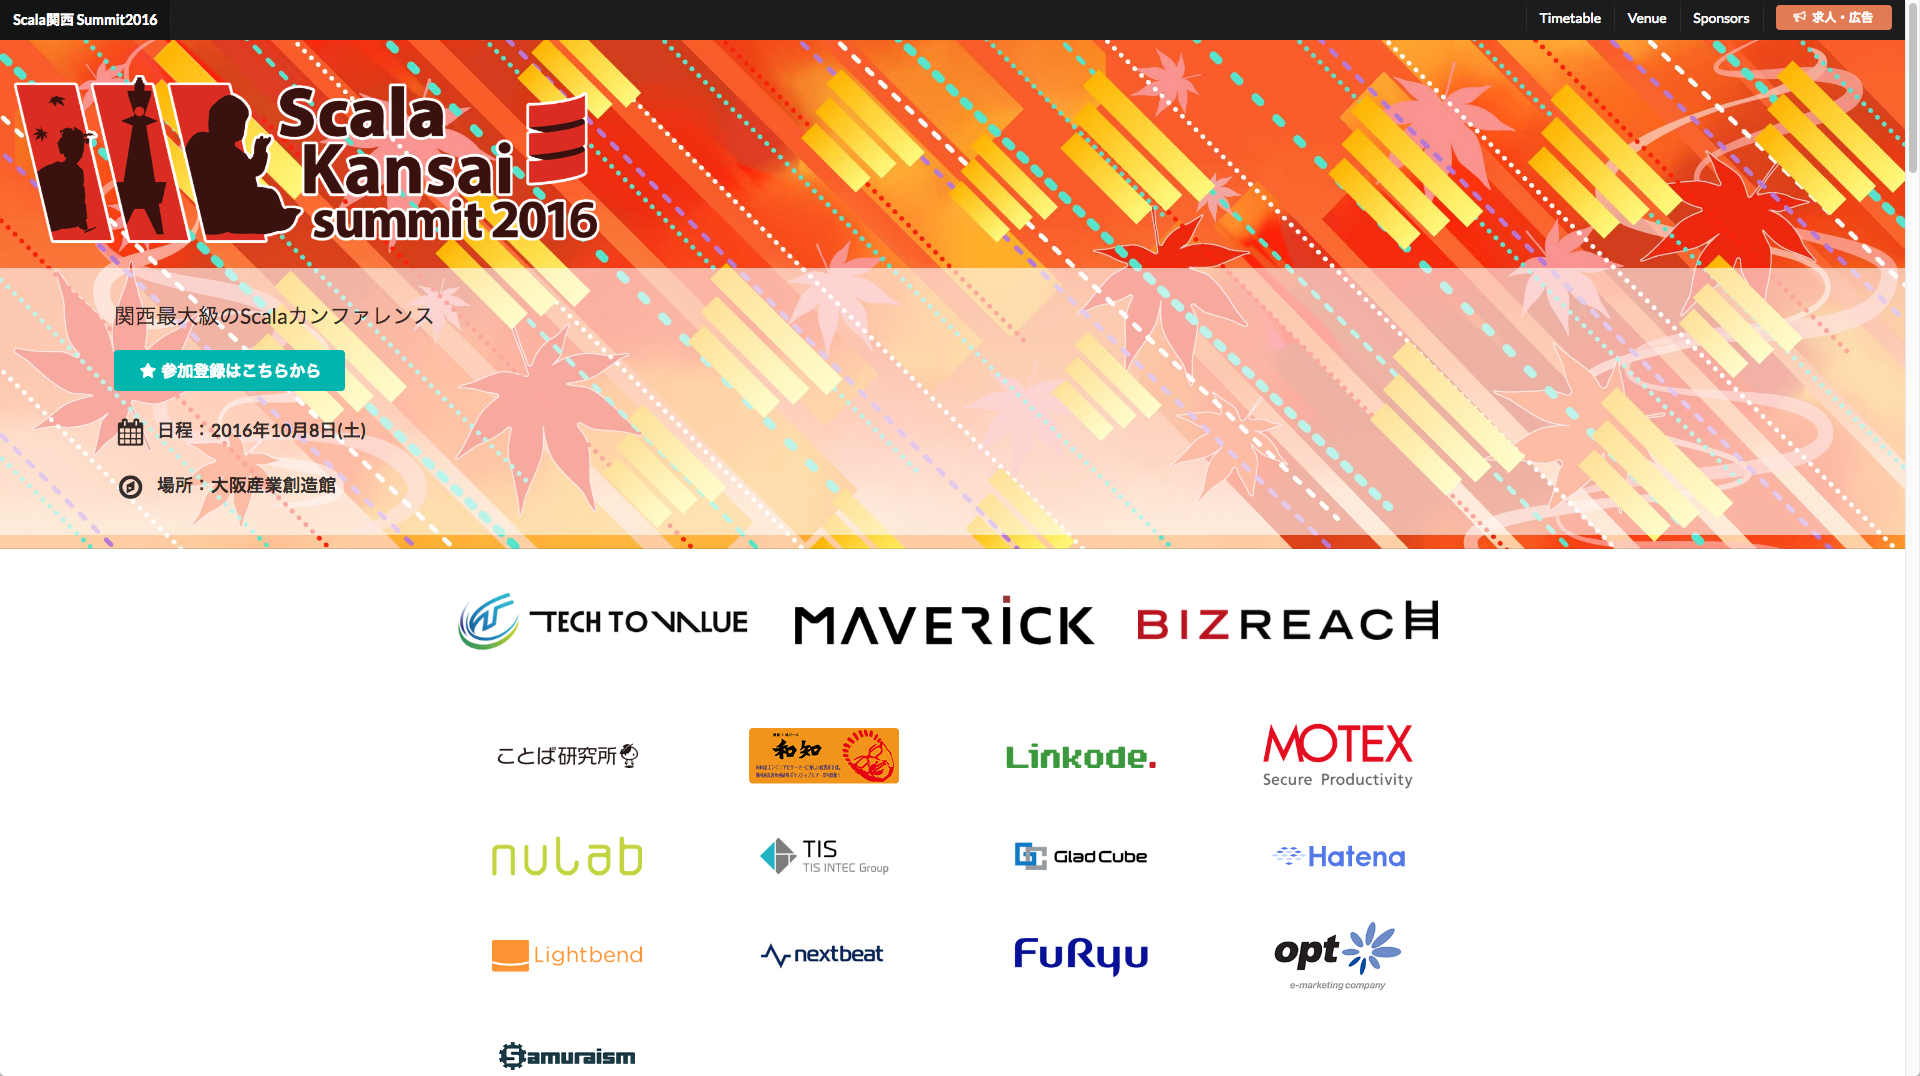 Scala関西 Summit2016
Timetable
Venue
Sponsors
求人・広告
Scala
Kansai
summit 2016
関西最大級のScalaカンファレンス
参加登録はこちらから
日程：2016年10月8日(土)
場所：大阪産業創造館
TECH TO VALUE
MAVERICK
BIZREACH
ことば研究所
和知
Linkode.
MOTEX
Secure Productivity
nulab
TIS
TIS INTEC Group
Glad Cube
Hatena
Lightbend
nextbeat
FuRyu
opt
e-marketing company
Samuraism